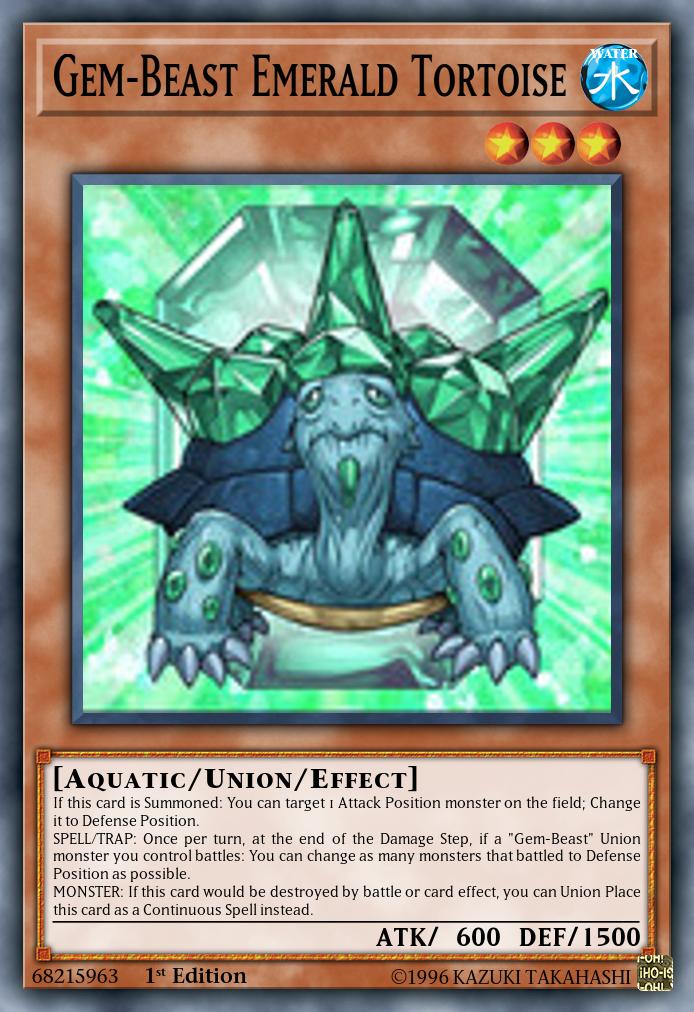 Gem-Beast Emerald Tortoise
WATER
水
[Aquatic/Union/Effect]
If this card is Summoned: You can target 1 Attack Position monster on the field; Change
it to Defense Position.
SPELL/TRAP: Once per turn, at the end of the Damage Step, if a "Gem-Beast" Union
monster you control battles: You can change as many monsters that battled to Defense
Position as possible.
MONSTER: If this card would be destroyed by battle or card effect, you can Union Place
this card as a Continuous Spell instead.
ATK/ 600 DEF/1500
68215963 1st Edition ©1996 KAZUKI TAKAHASHI